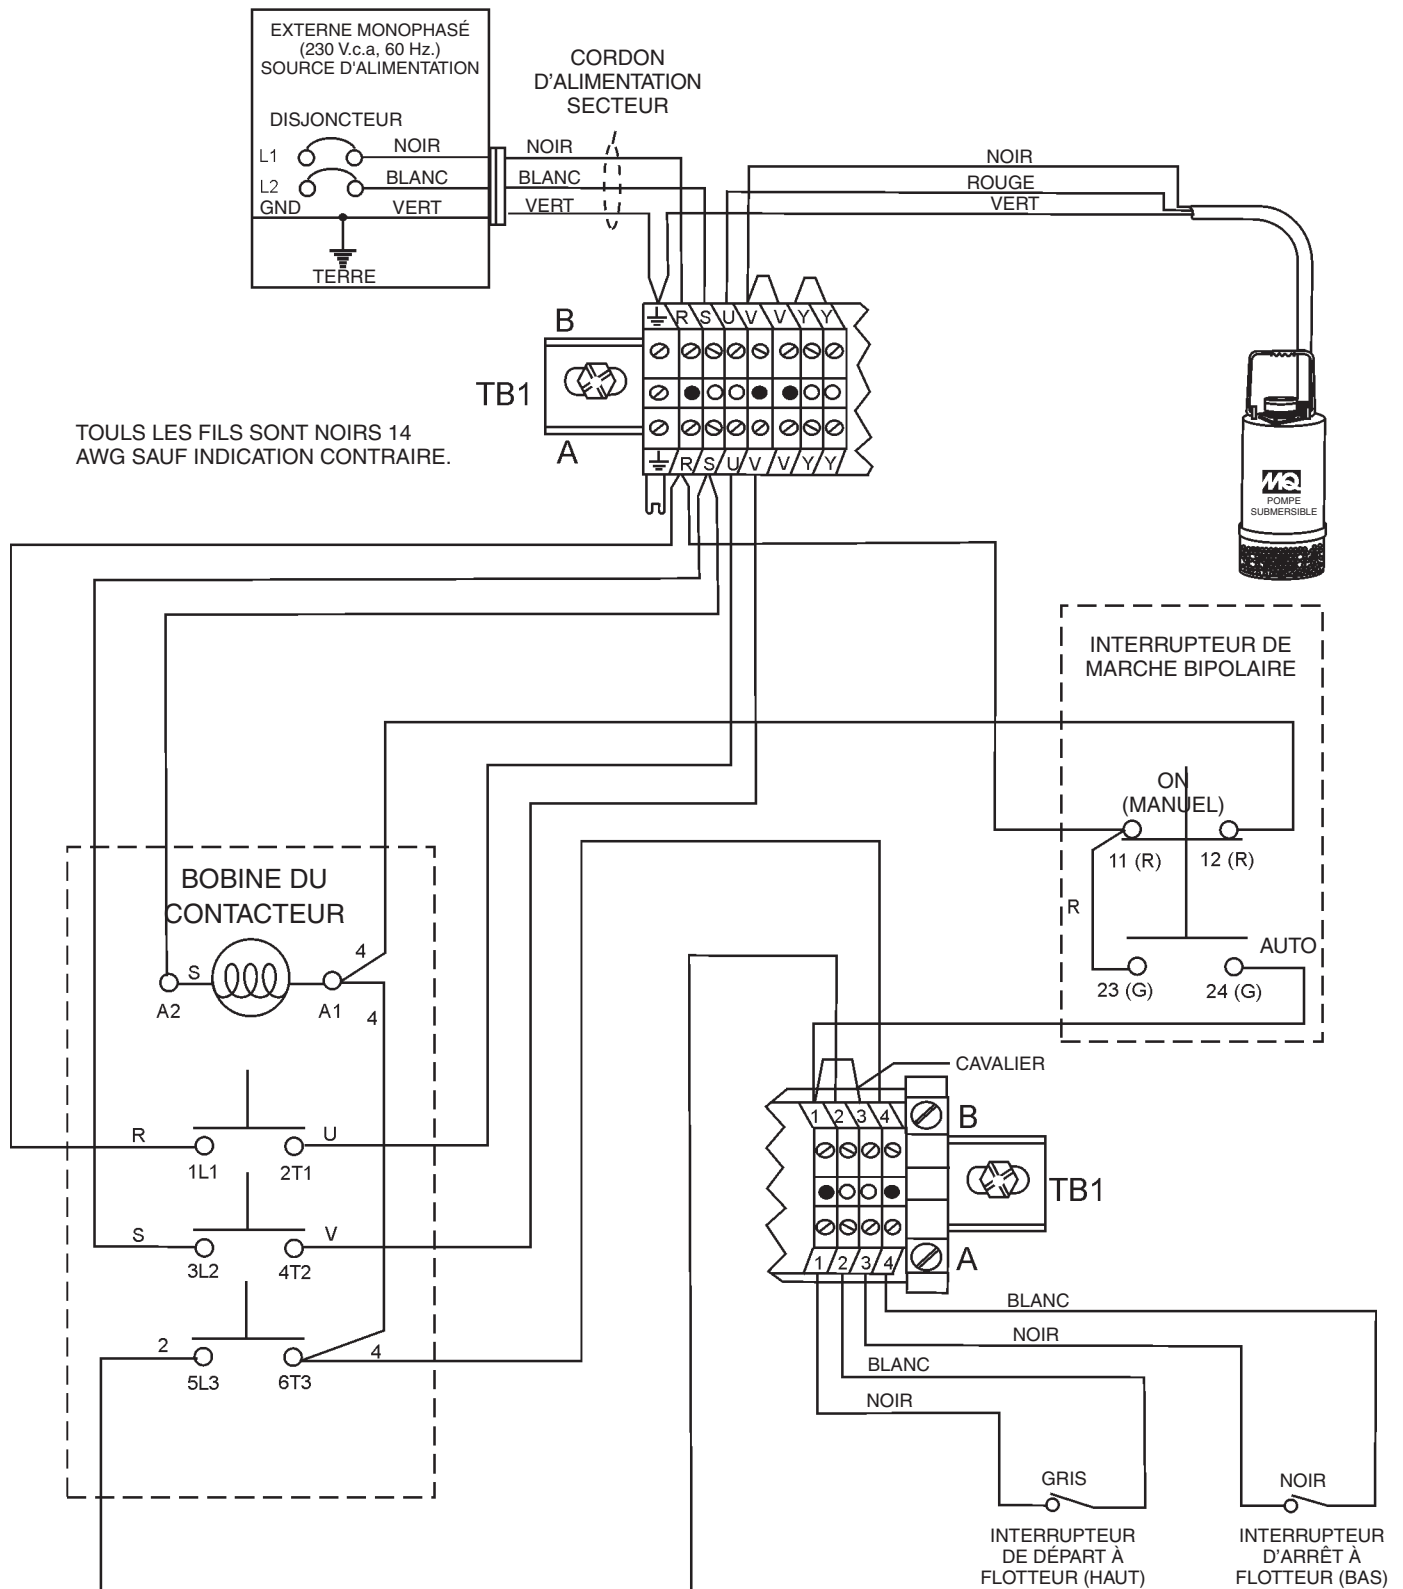 EXTERNE MONOPHASÉ
(230 V.c.a, 60 Hz.)
SOURCE D'ALIMENTATION
DISJONCTEUR
L1
NOIR
L2
BLANC
GND
VERT
TERRE
CORDON
D'ALIMENTATION
SECTEUR
NOIR
BLANC
VERT
NOIR
ROUGE
VERT
B
R S U V V Y Y
TB1
A
R S U V V Y Y
TOULS LES FILS SONT NOIRS 14
AWG SAUF INDICATION CONTRAIRE.
MQ
POMPE
SUBMERSIBLE
INTERRUPTEUR DE
MARCHE BIPOLAIRE
ON
(MANUEL)
11 (R)
12 (R)
R
AUTO
23 (G)
24 (G)
BOBINE DU
CONTACTEUR
4
S
A2
A1
4
R
U
1L1
2T1
S
V
3L2
4T2
2
4
5L3
6T3
CAVALIER
1 2 3 4
B
TB1
1 2 3 4
A
BLANC
NOIR
BLANC
NOIR
GRIS
INTERRUPTEUR
DE DÉPART À
FLOTTEUR (HAUT)
NOIR
INTERRUPTEUR
D'ARRÊT À
FLOTTEUR (BAS)